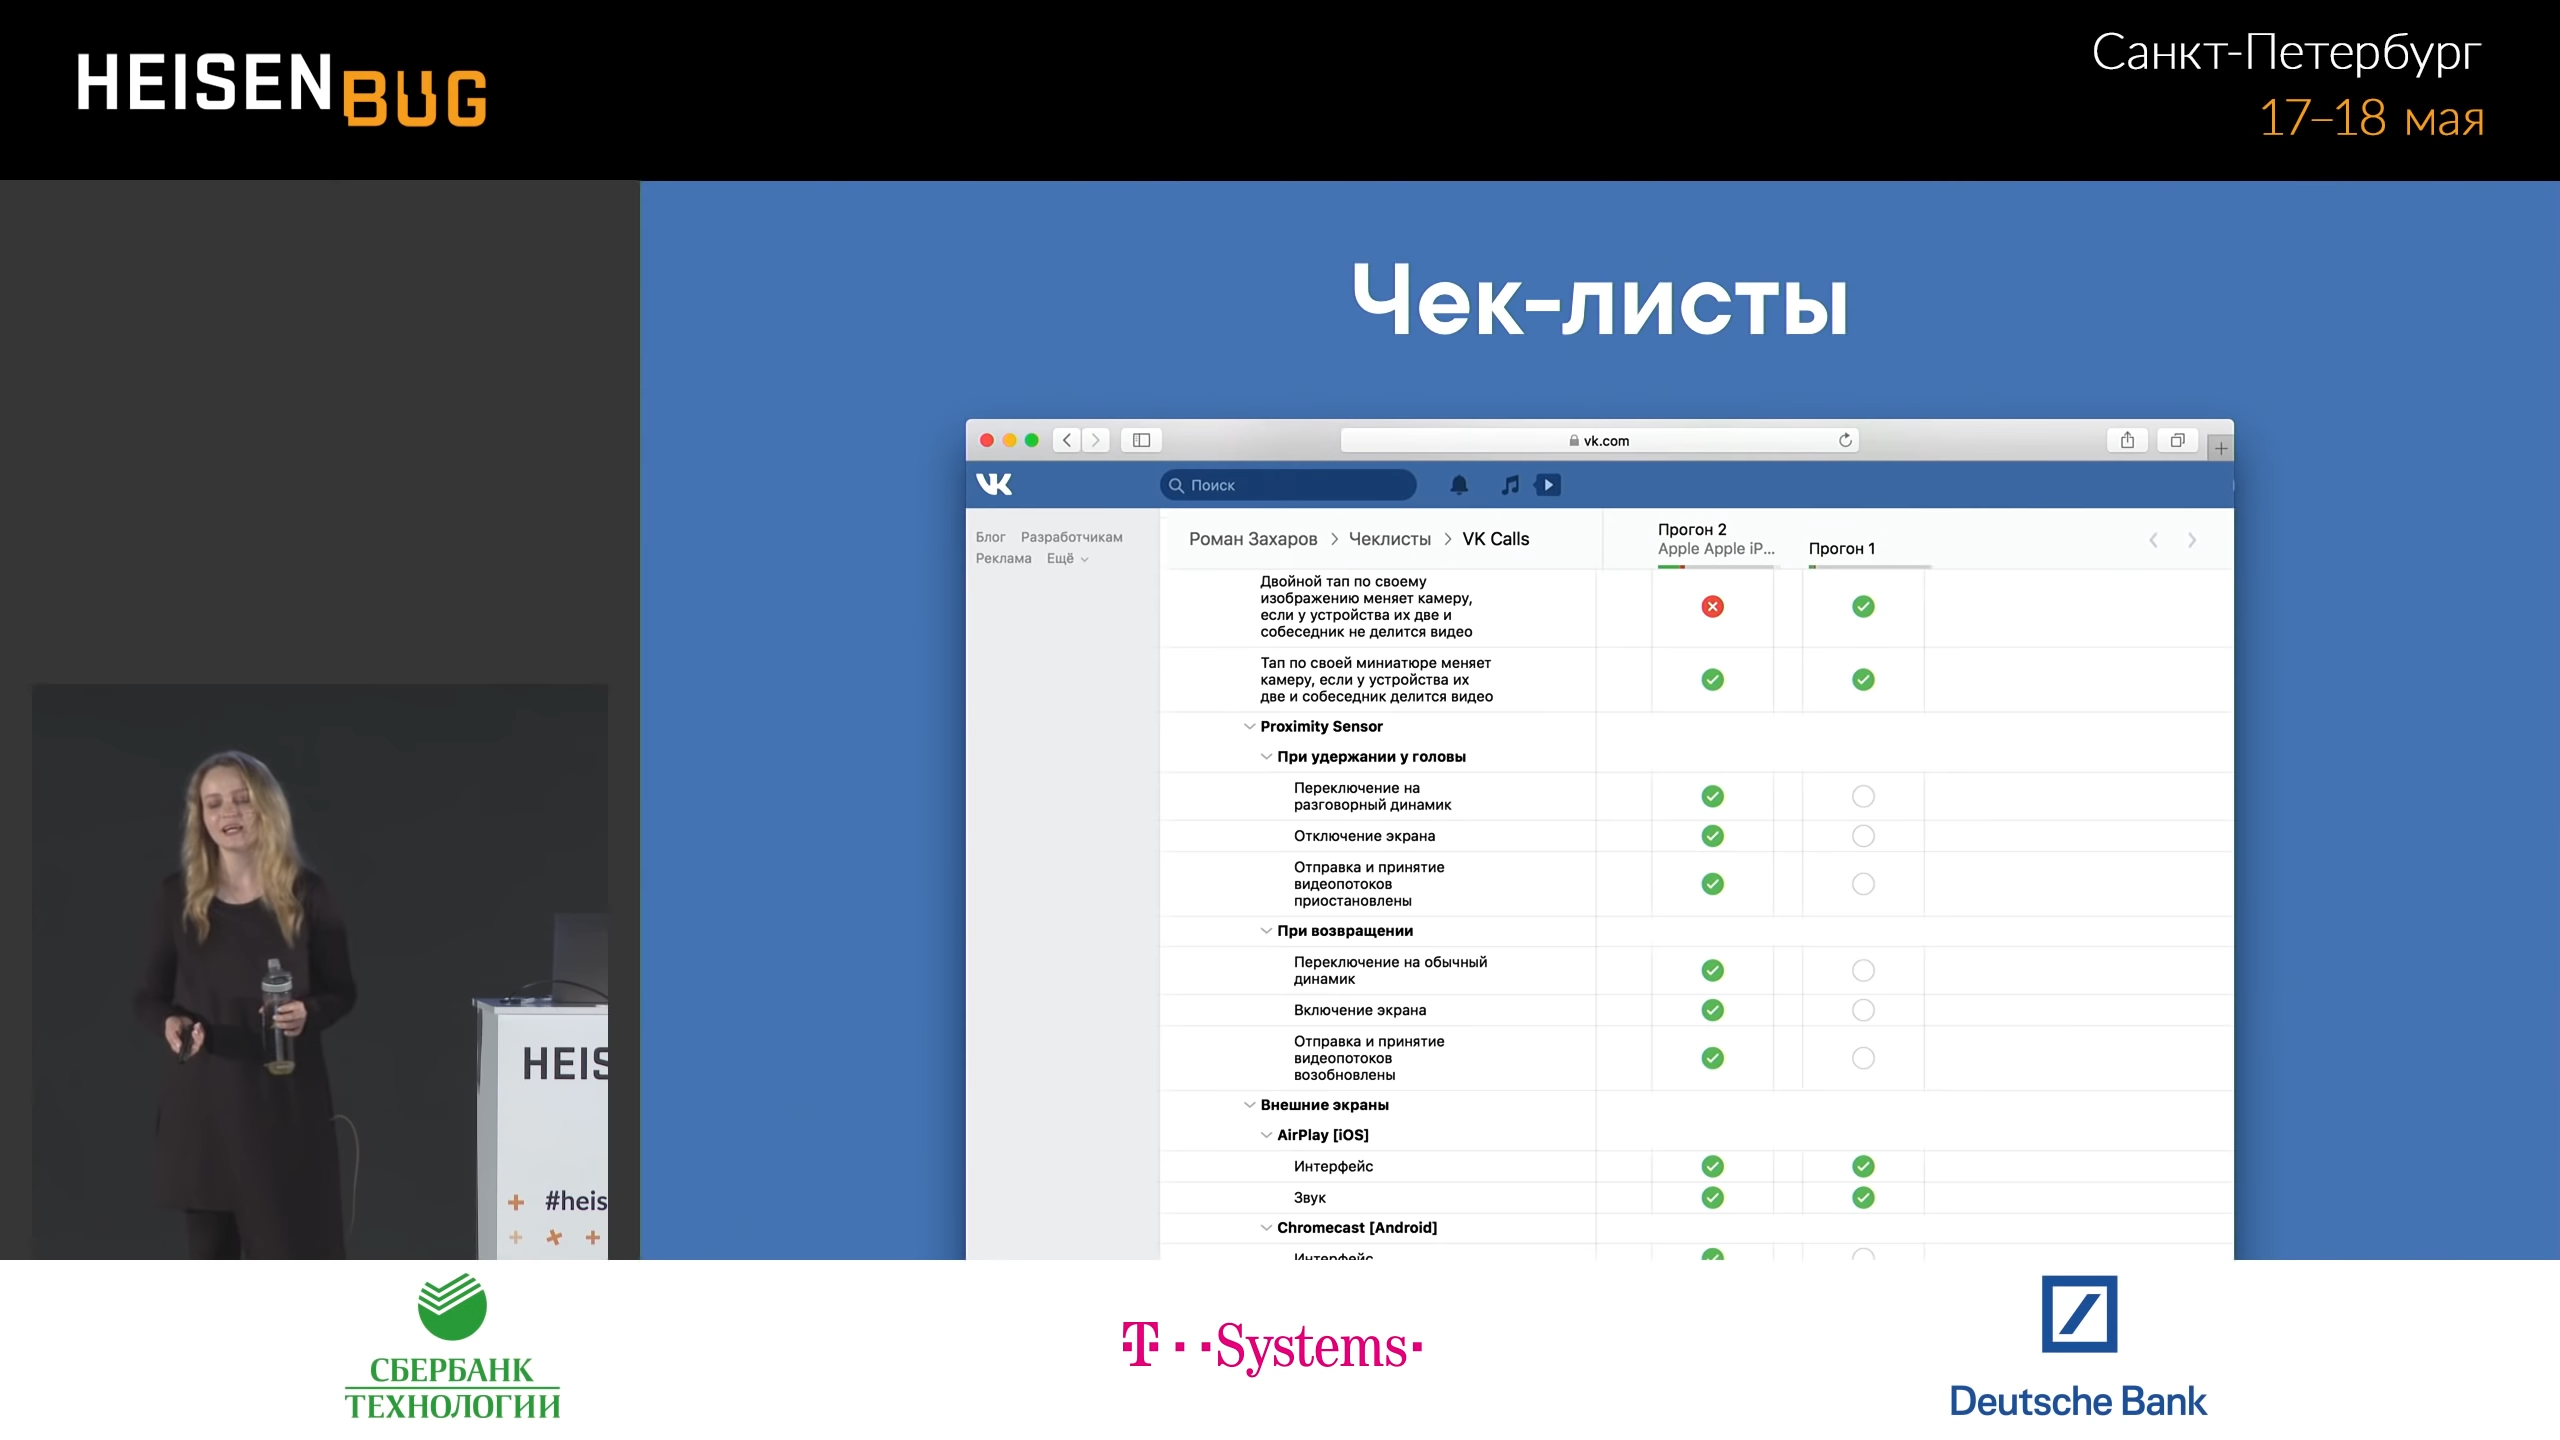 HEISENBUG
Санкт-Петербург
17–18 мая
Чек-листы
vk.com
Поиск
Блог Разработчикам
Реклама Ещё
Роман Захаров > Чеклисты > VK Calls
Прогон 2
Apple Apple iP...
Прогон 1
Двойной тап по своему
изображению меняет камеру,
если у устройства их две и
собеседник не делится видео
Тап по своей миниатюре меняет
камеру, если у устройства их
две и собеседник делится видео
Proximity Sensor
При удержании у головы
Переключение на
разговорный динамик
Отключение экрана
Отправка и принятие
видеопотоков
приостановлены
При возвращении
Переключение на обычный
динамик
Включение экрана
Отправка и принятие
видеопотоков
возобновлены
Внешние экраны
AirPlay [iOS]
Интерфейс
Звук
Chromecast [Android]
Интерфейс
HEIS
#heis
СБЕРБАНК
ТЕХНОЛОГИИ
T··Systems·
Deutsche Bank